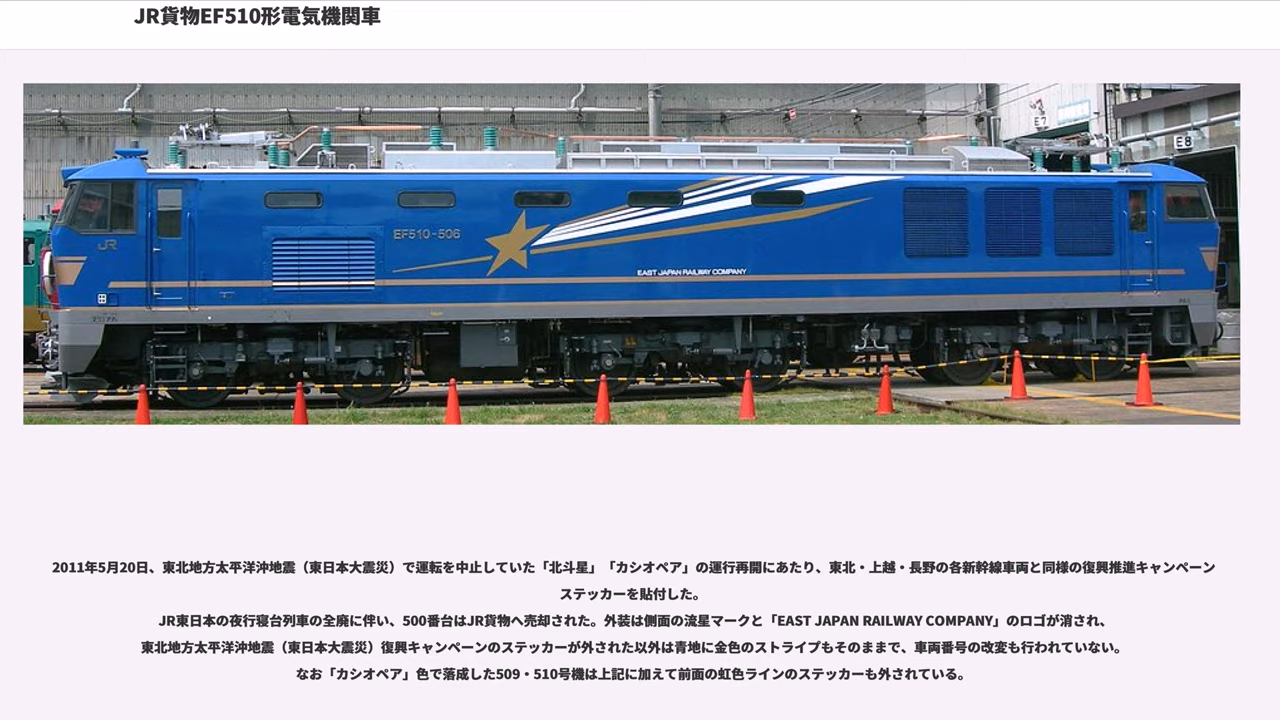 JR貨物EF510形電気機関車
E7
E8
JR
EF510-506
EAST JAPAN RAILWAY COMPANY
2011年5月20日、東北地方太平洋沖地震（東日本大震災）で運転を中止していた「北斗星」「カシオペア」の運行再開にあたり、東北・上越・長野の各新幹線車両と同様の復興推進キャンペーン
ステッカーを貼付した。
JR東日本の夜行寝台列車の全廃に伴い、500番台はJR貨物へ売却された。外装は側面の流星マークと「EAST JAPAN RAILWAY COMPANY」のロゴが消され、
東北地方太平洋沖地震（東日本大震災）復興キャンペーンのステッカーが外された以外は青地に金色のストライプもそのままで、車両番号の改変も行われていない。
なお「カシオペア」色で落成した509・510号機は上記に加えて前面の虹色ラインのステッカーも外されている。